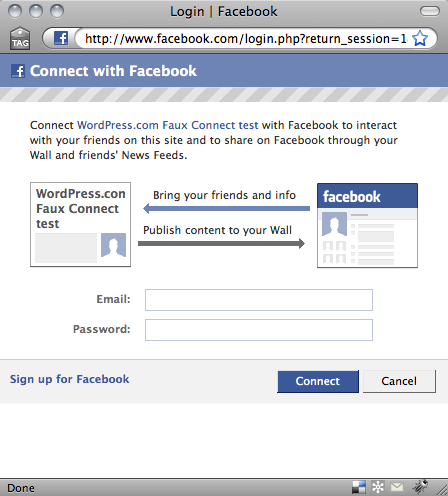 Login | Facebook
TAG
http://www.facebook.com/login.php?return_session=1
Connect with Facebook
Connect WordPress.com Faux Connect test with Facebook to interact
with your friends on this site and to share on Facebook through your
Wall and friends' News Feeds.
WordPress.con
Faux Connect
test
Bring your friends and info
Publish content to your Wall
facebook
Email:
Password:
Sign up for Facebook
Connect
Cancel
Done